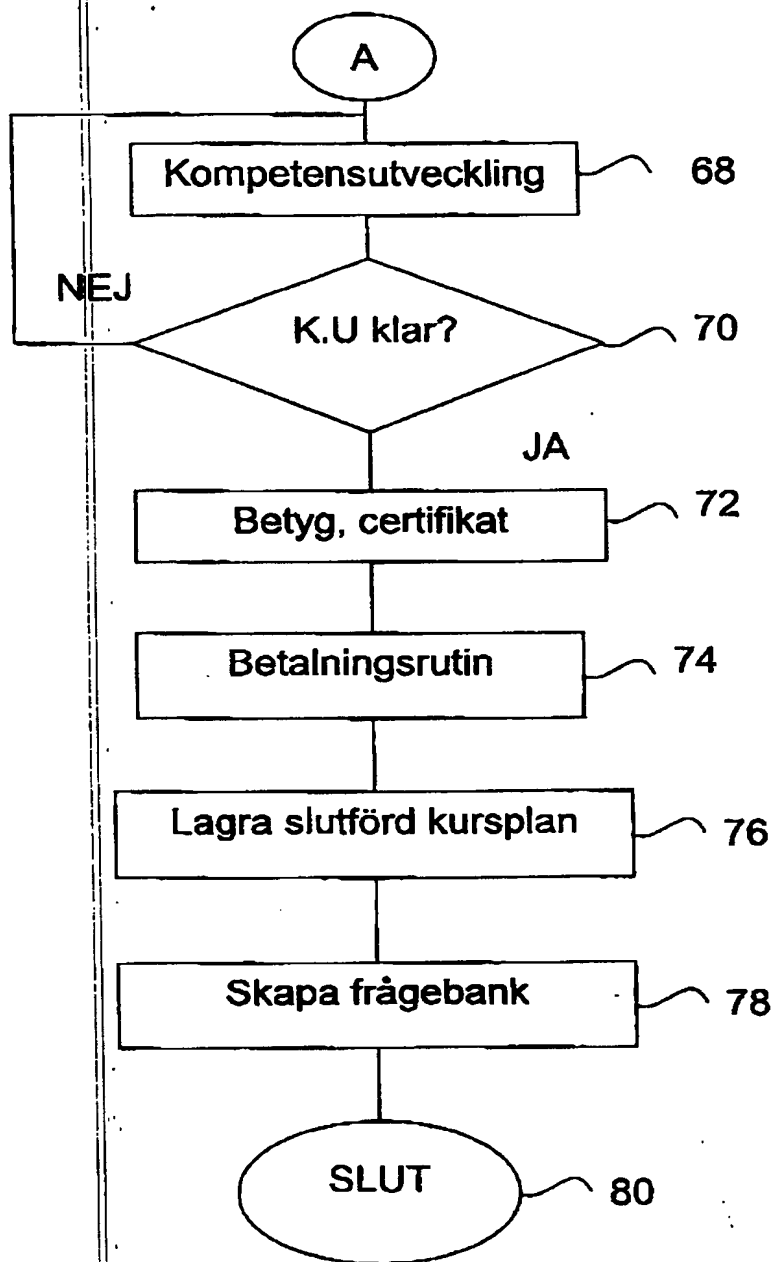 A
Kompetensutveckling 68
NEJ
K.U klar? 70
JA
Betyg, certifikat 72
Betalningsrutin 74
Lagra slutförd kursplan 76
Skapa frågebank 78
SLUT 80